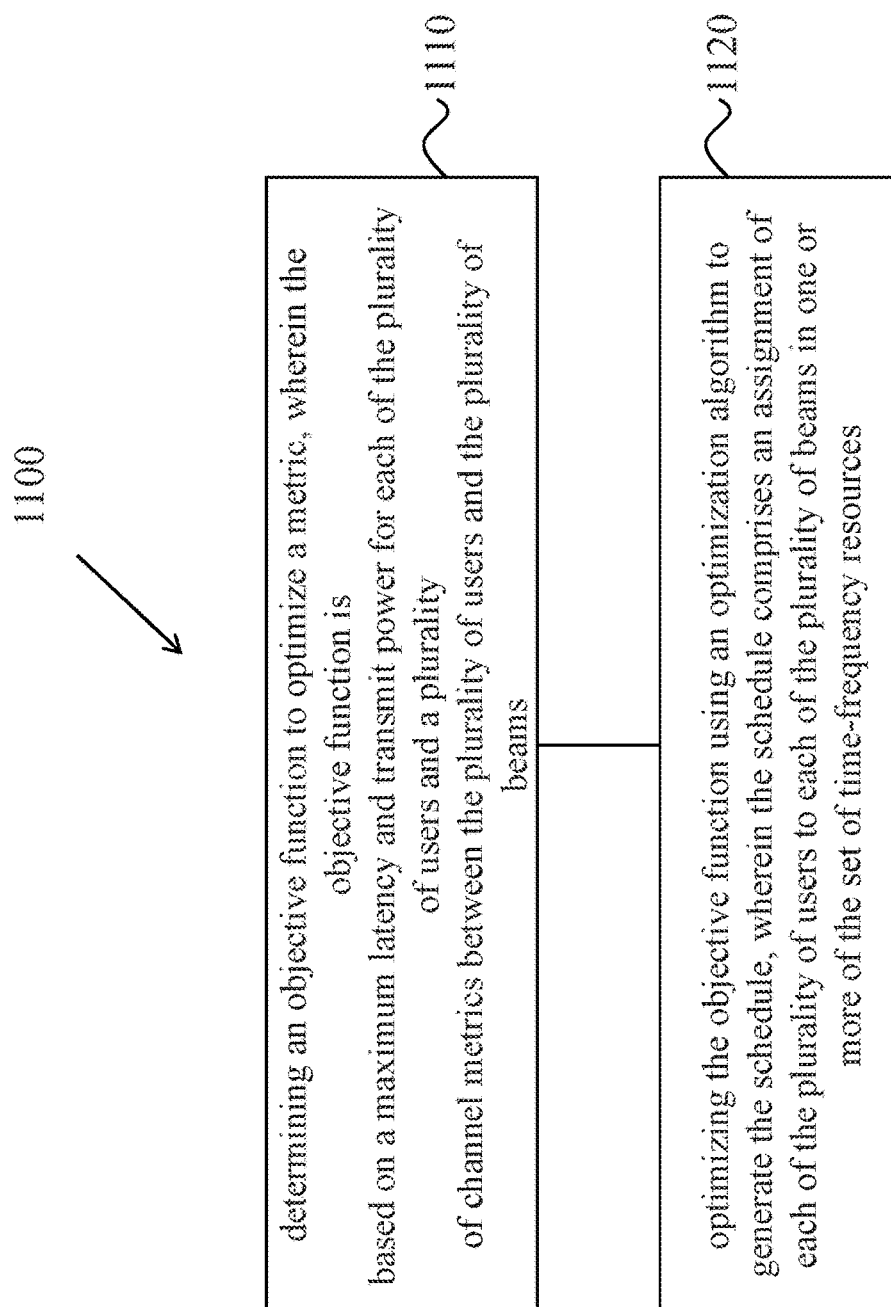 1100
determining an objective function to optimize a metric, wherein the
objective function is
based on a maximum latency and transmit power for each of the plurality
of users and a plurality
of channel metrics between the plurality of users and the plurality of
beams
1110
optimizing the objective function using an optimization algorithm to
generate the schedule, wherein the schedule comprises an assignment of
each of the plurality of users to each of the plurality of beams in one or
more of the set of time-frequency resources
1120